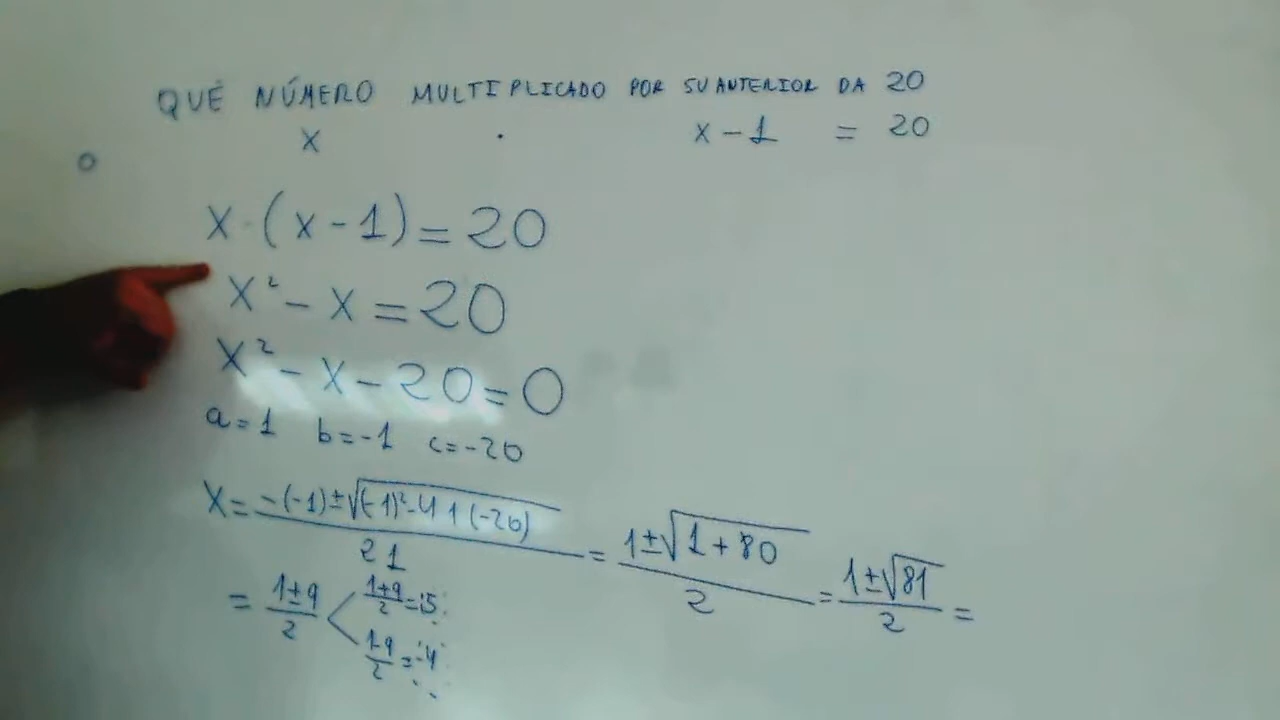 QUÉ NÚMERO MULTIPLICADO POR SU ANTERIOR DA 20
x · x - 1 = 20
x · (x - 1) = 20
x² - x = 20
x² - x - 20 = 0
a = 1 b = -1 c = -20
x = -(-1) ± √(-1)² - 4 1 (-20) / 2 1 = 1 ± √1 + 80 / 2 = 1 ± √81 / 2 =
= 1 ± 9 / 2 < 1 + 9 / 2 = 5
1 - 9 / 2 = -4